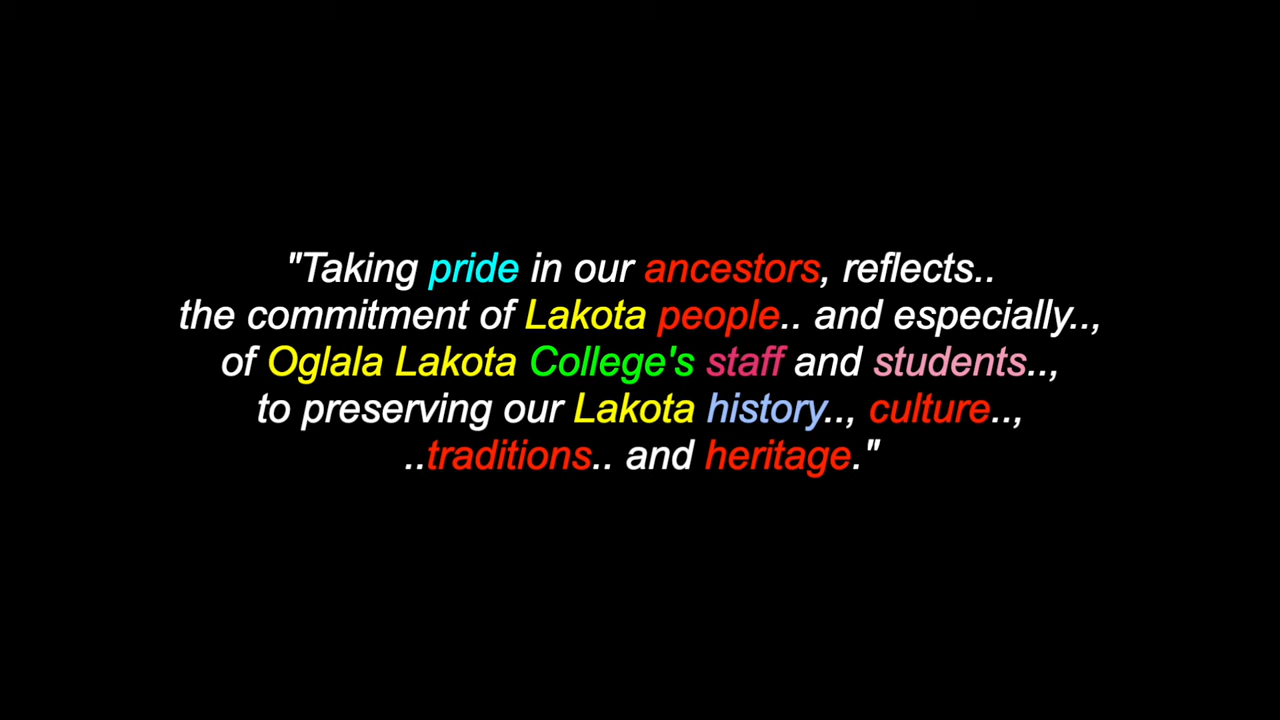 "Taking pride in our ancestors, reflects..
the commitment of Lakota people.. and especially..,
of Oglala Lakota College's staff and students..,
to preserving our Lakota history.., culture..,
..traditions.. and heritage."